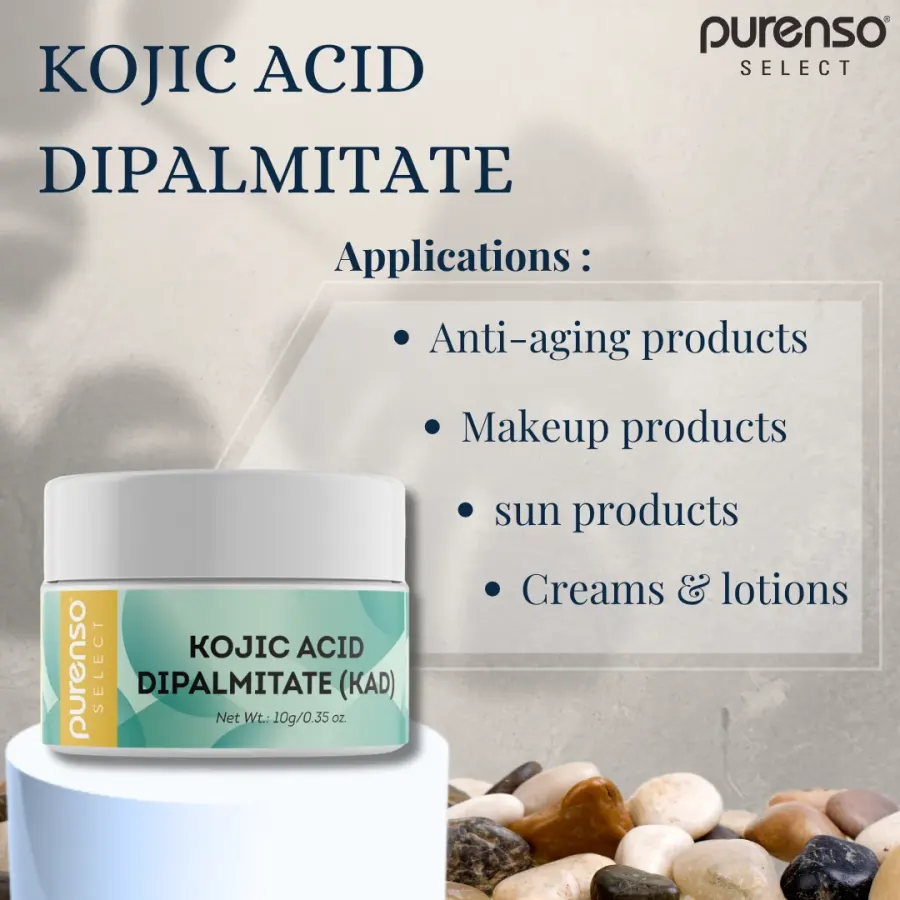 KOJIC ACID
DIPALMITATE
purenso®
SELECT
Applications :
• Anti-aging products
• Makeup products
• sun products
• Creams & lotions
purenso
SELECT
KOJIC ACID
DIPALMITATE (KAD)
Net Wt.: 10g/0.35 oz.